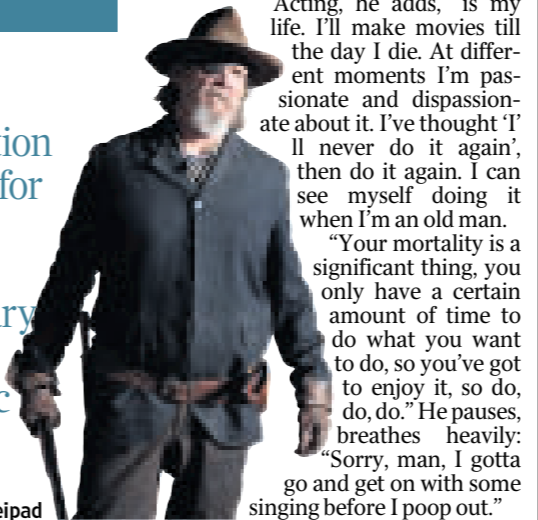 Acting, he adds, "is my
life. I'll make movies till
the day I die. At differ-
ent moments I'm pas-
sionate and dispassion-
ate about it. I've thought 'I'
ll never do it again',
then do it again. I can
see myself doing it
when I'm an old man.
"Your mortality is a
significant thing, you
only have a certain
amount of time to
do what you want
to do, so you've got
to enjoy it, so do,
do, do." He pauses,
breathes heavily:
"Sorry, man, I gotta
go and get on with some
singing before I poop out."
tion
for
ary
c
eipad